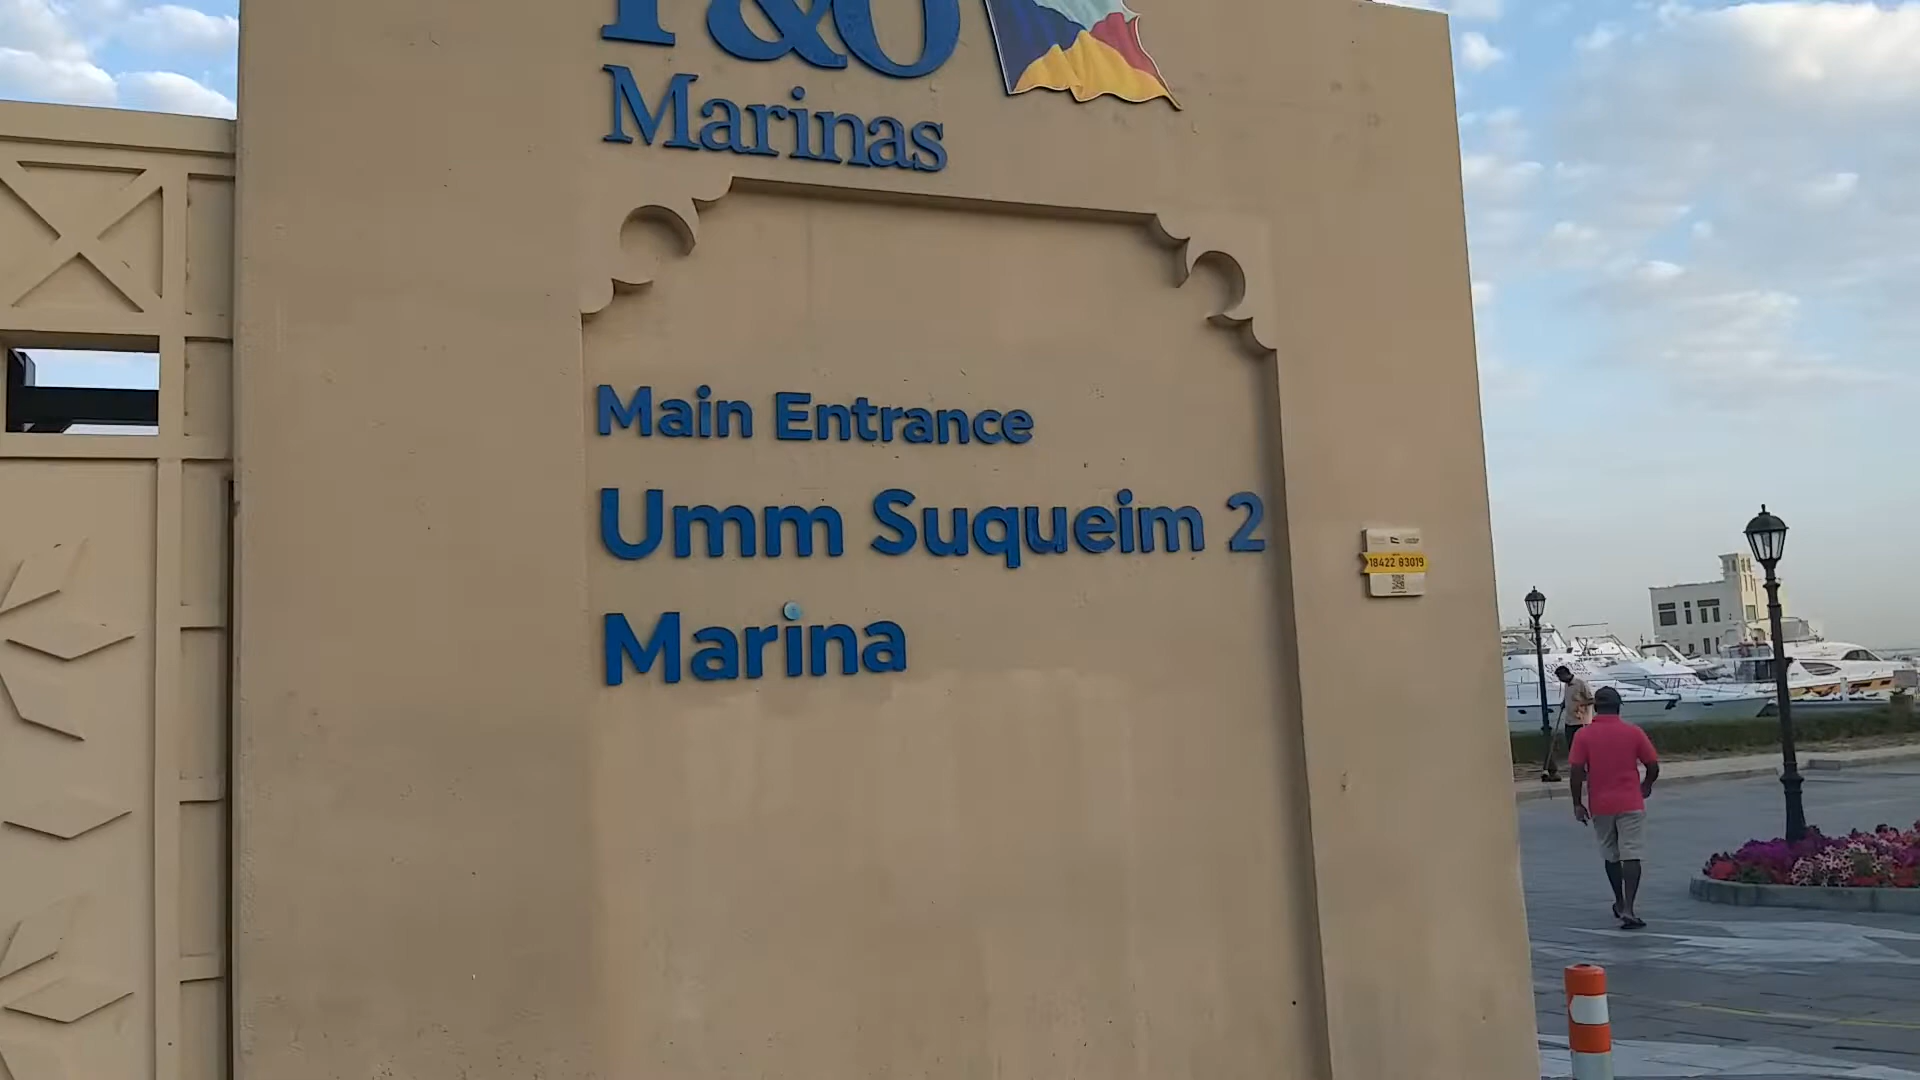 P&O
Marinas
Main Entrance
Umm Suqueim 2
Marina
18422 83019